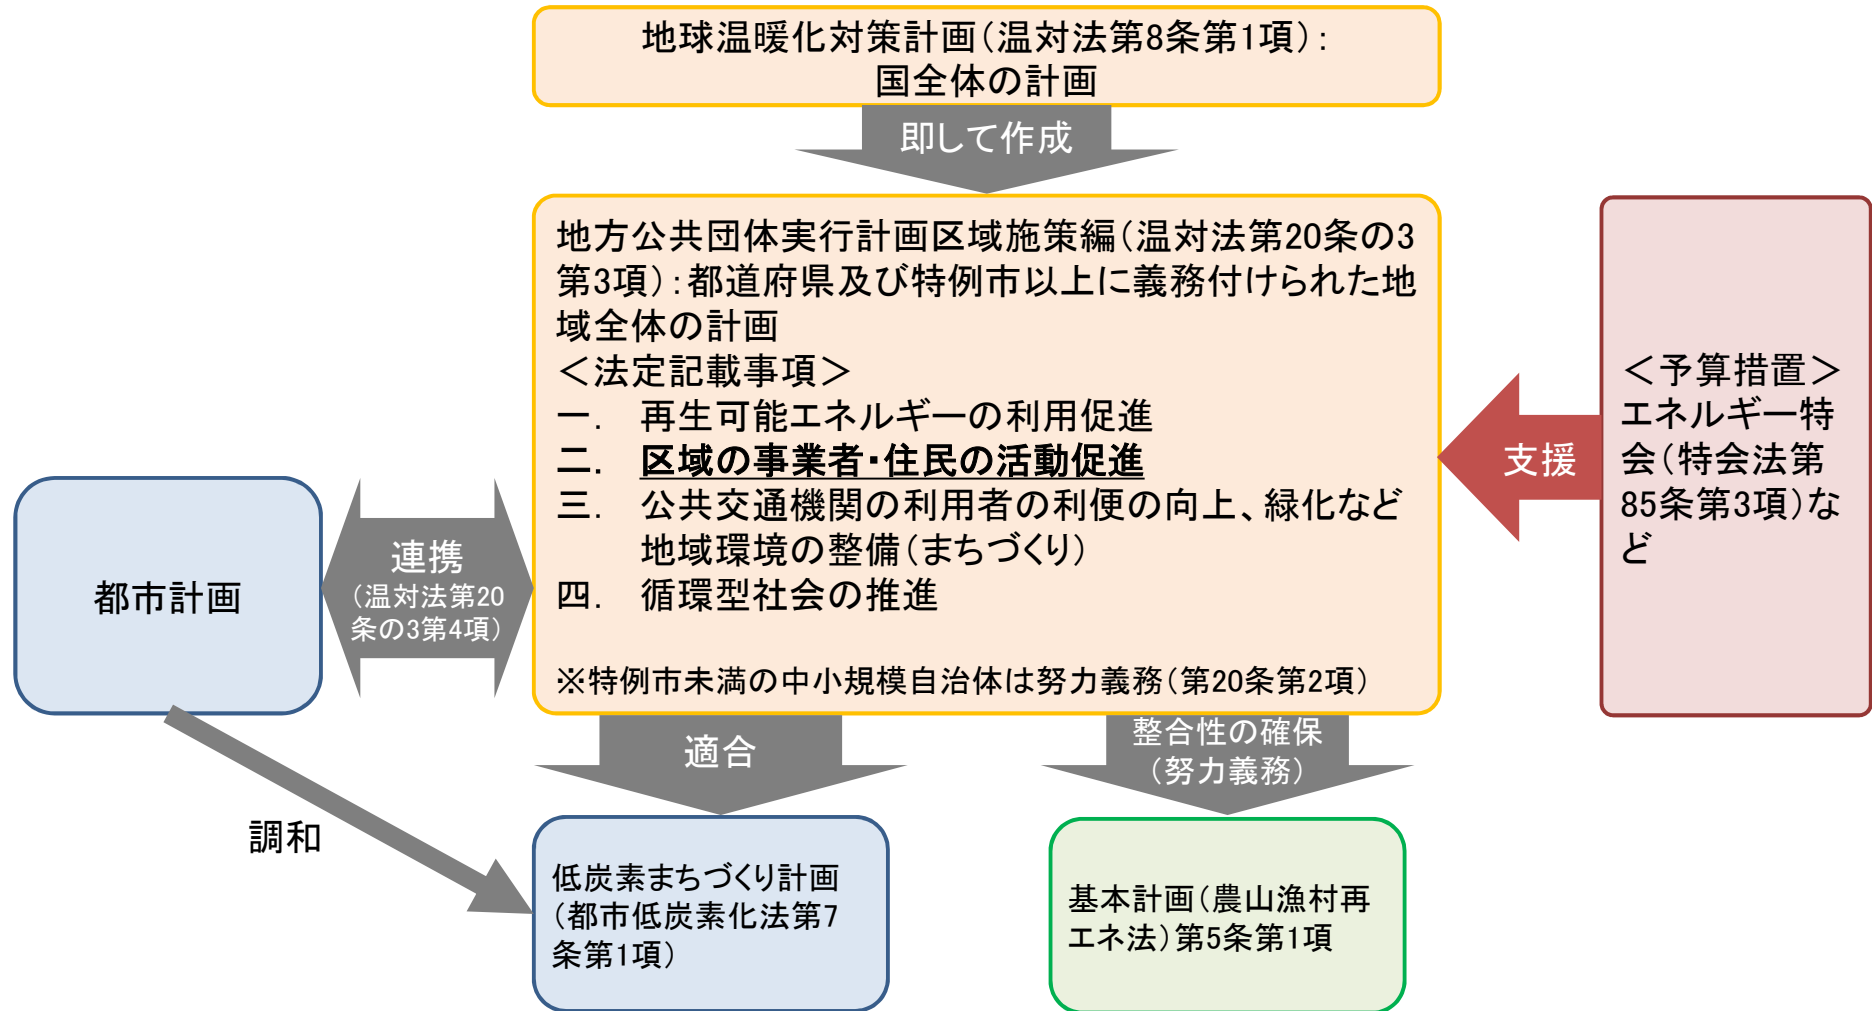 地球温暖化対策計画（温対法第8条第1項）：
国全体の計画
即して作成
地方公共団体実行計画区域施策編（温対法第20条の3
第3項）：都道府県及び特例市以上に義務付けられた地
域全体の計画
＜法定記載事項＞
一．　再生可能エネルギーの利用促進
二．　区域の事業者・住民の活動促進
三．　公共交通機関の利用者の利便の向上、緑化など
地域環境の整備（まちづくり）
四．　循環型社会の推進
※特例市未満の中小規模自治体は努力義務（第20条第2項）
＜予算措置＞
エネルギー特
会（特会法第
85条第3項）な
ど
支援
都市計画
連携
（温対法第20
条の3第4項）
適合
整合性の確保
（努力義務）
調和
低炭素まちづくり計画
（都市低炭素化法第7
条第1項）
基本計画（農山漁村再
エネ法）第5条第1項